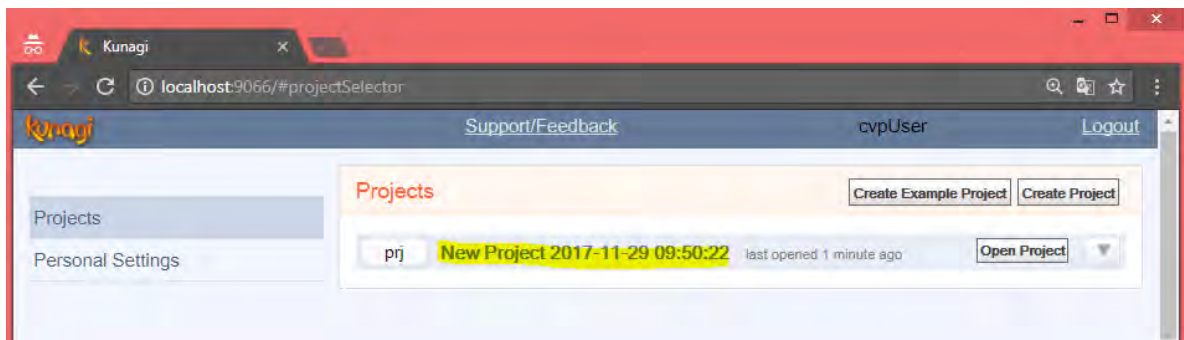 Kunagi
localhost:9066/#projectSelector
kunagi Support/Feedback cvpUser Logout
Projects Create Example Project Create Project
Projects
Personal Settings
prj New Project 2017-11-29 09:50:22 last opened 1 minute ago Open Project